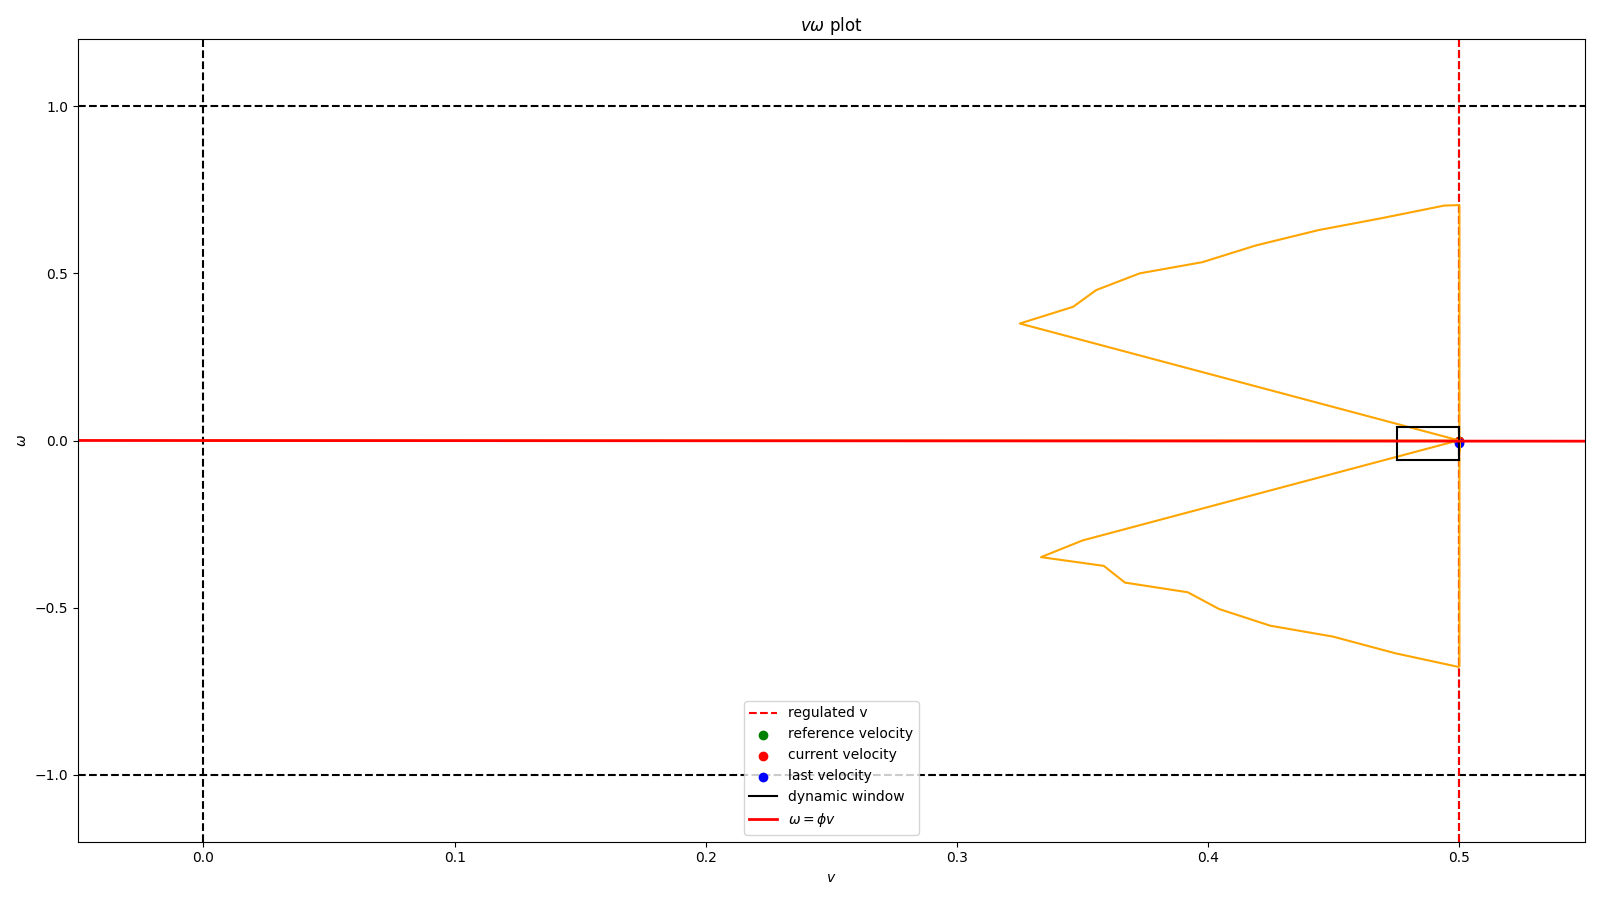 vω plot
1.0
0.5
0.0
−0.5
−1.0
ω
0.0 0.1 0.2 0.3 0.4 0.5
v
regulated v
reference velocity
current velocity
last velocity
dynamic window
ω = ϕv